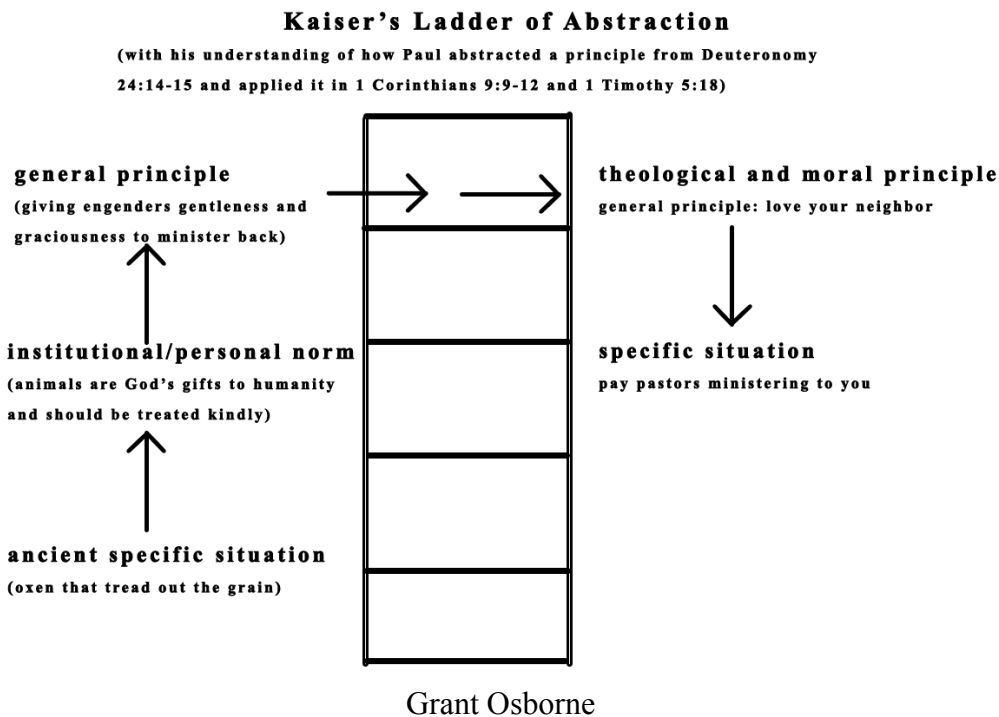 Kaiser's Ladder of Abstraction
(with his understanding of how Paul abstracted a principle from Deuteronomy
24:14-15 and applied it in 1 Corinthians 9:9-12 and 1 Timothy 5:18)
general principle
(giving engenders gentleness and
graciousness to minister back)
institutional/personal norm
(animals are God's gifts to humanity
and should be treated kindly)
ancient specific situation
(oxen that tread out the grain)
theological and moral principle
general principle: love your neighbor
specific situation
pay pastors ministering to you
Grant Osborne